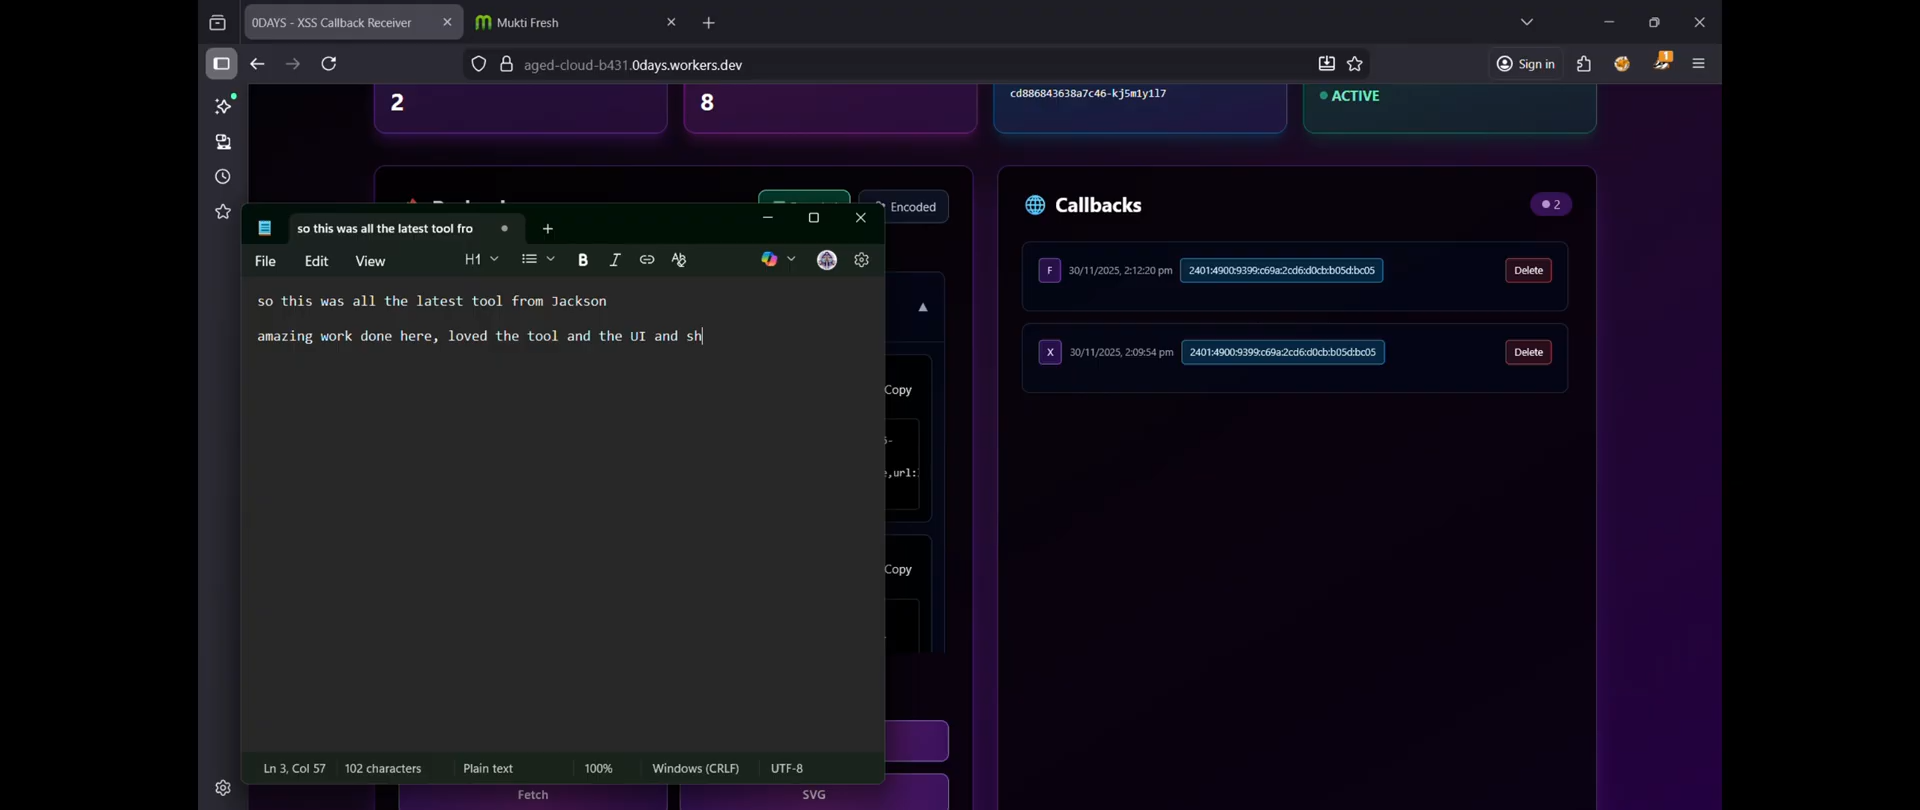 0DAYS - XSS Callback Receiver
Mukti Fresh
aged-cloud-b431.0days.workers.dev
Sign in
2
8
cd886843638a7c46-kj5m1y1l7
ACTIVE
Encoded
Callbacks
2
F 30/11/2025, 2:12:20 pm 2401:4900:9399:c69a:2cd6:d0cb:b05d:bc05 Delete
X 30/11/2025, 2:09:54 pm 2401:4900:9399:c69a:2cd6:d0cb:b05d:bc05 Delete
so this was all the latest tool fro
File Edit View H1 B I
so this was all the latest tool from Jackson
amazing work done here, loved the tool and the UI and sh
Copy
e,url:
Copy
Ln 3, Col 57 102 characters Plain text 100% Windows (CRLF) UTF-8
Fetch
SVG